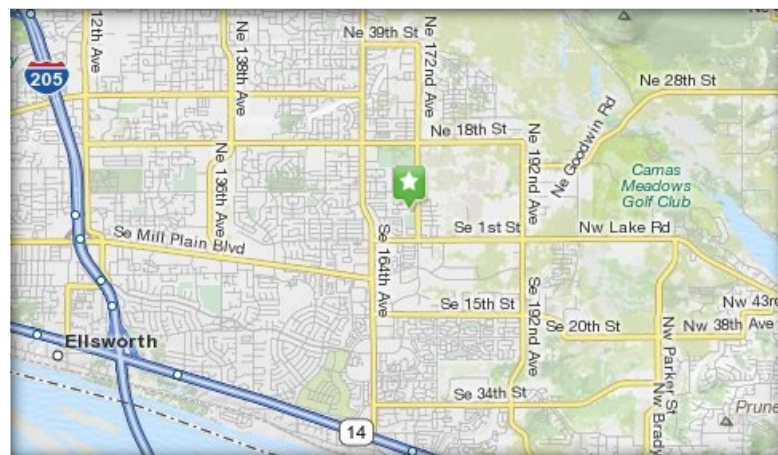 Ne 39th St
12th Ave
Ne 138th Ave
Ne 172nd Ave
205
Ne 28th St
Ne 18th St
Ne 192nd Ave
Ne Goodwin Rd
Ne 136th Ave
Camas
Meadows
Golf Club
Se Mill Plain Blvd
Se 164th Ave
Se 1st St
Nw Lake Rd
Se 192nd Ave
Se 15th St
Nw 43rd
Se 20th St
Nw 38th Ave
Ellsworth
Nw Parker St
Se 34th St
Nw Brady
Prune
14